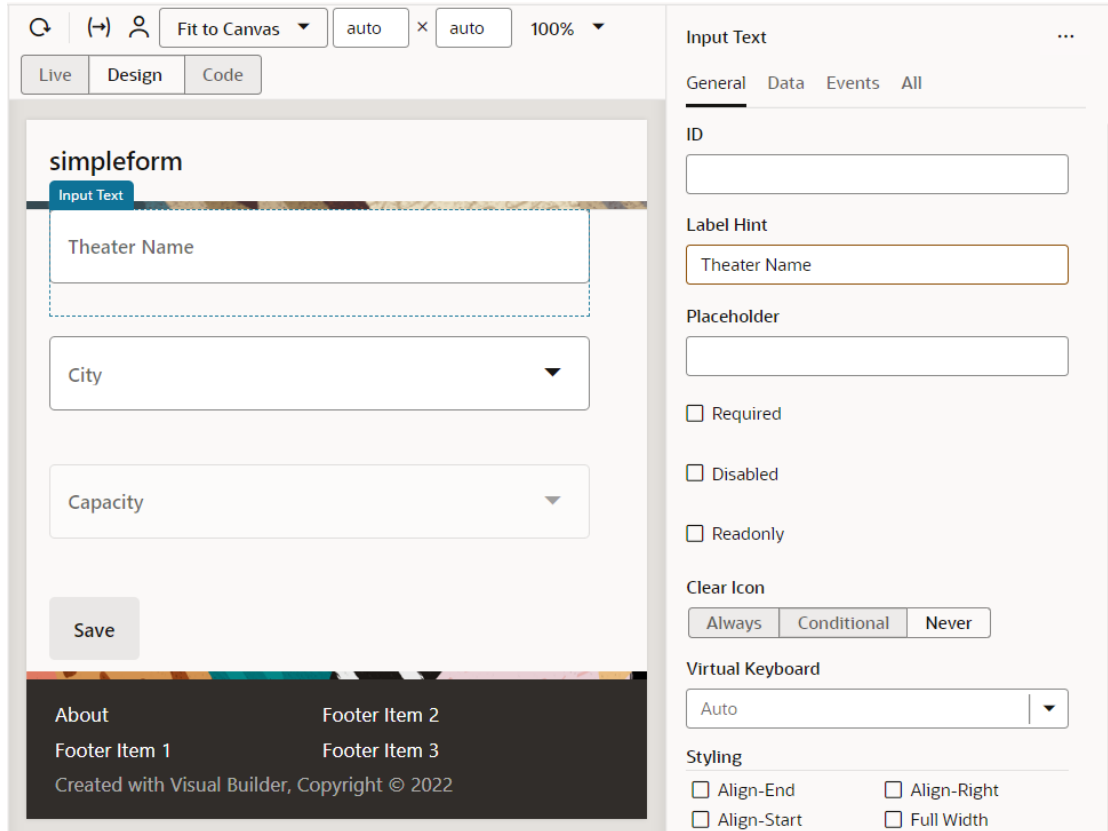 Fit to Canvas
auto × auto
100%
Live Design Code
simpleform
Input Text
Theater Name
City
Capacity
Save
About
Footer Item 2
Footer Item 1
Footer Item 3
Created with Visual Builder, Copyright © 2022
Input Text
General Data Events All
ID
Label Hint
Theater Name
Placeholder
Required
Disabled
Readonly
Clear Icon
Always Conditional Never
Virtual Keyboard
Auto
Styling
Align-End Align-Right
Align-Start Full Width